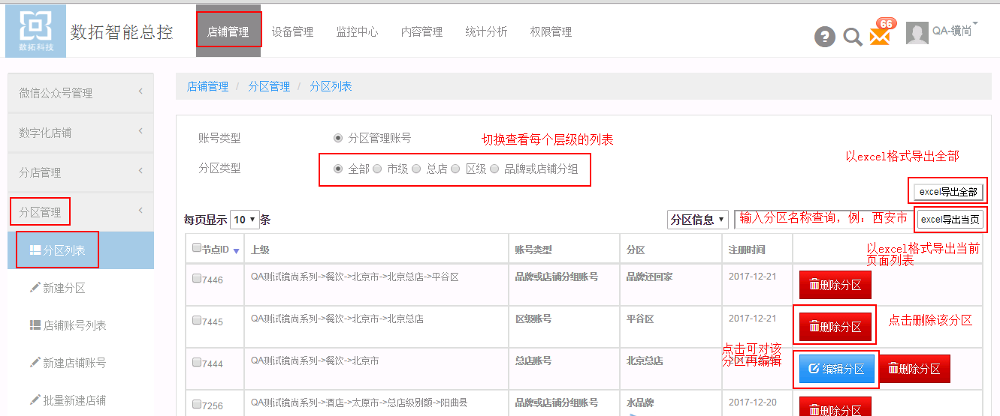 数拓科技
数拓智能总控
店铺管理
设备管理
监控中心
内容管理
统计分析
权限管理
66
QA-镜尚
微信公众号管理
数字化店铺
分店管理
分区管理
分区列表
新建分区
店铺账号列表
新建店铺账号
批量新建店铺
店铺管理 / 分区管理 / 分区列表
账号类型 分区管理账号
切换查看每个层级的列表
分区类型 全部 市级 总店 区级 品牌或店铺分组
以excel格式导出全部
excel导出全部
每页显示 10 条
分区信息
输入分区名称查询，例：西安市
excel导出当页
以excel格式导出当前
页面列表
节点ID 上级 账号类型 分区 注册时间
7446 QA测试镜尚系列->餐饮->北京市->北京总店->平谷区 品牌或店铺分组账号 品牌还回家 2017-12-21 删除分区
7445 QA测试镜尚系列->餐饮->北京市->北京总店 区级账号 平谷区 2017-12-21 删除分区
点击删除该分区
点击可对该
分区再编辑
7444 QA测试镜尚系列->餐饮->北京市 总店账号 北京总店 编辑分区 删除分区
7256 QA测试镜尚系列->酒店->太原市->总店级别额->阳曲县 品牌或店铺分组账号 水品牌 2017-12-20 删除分区